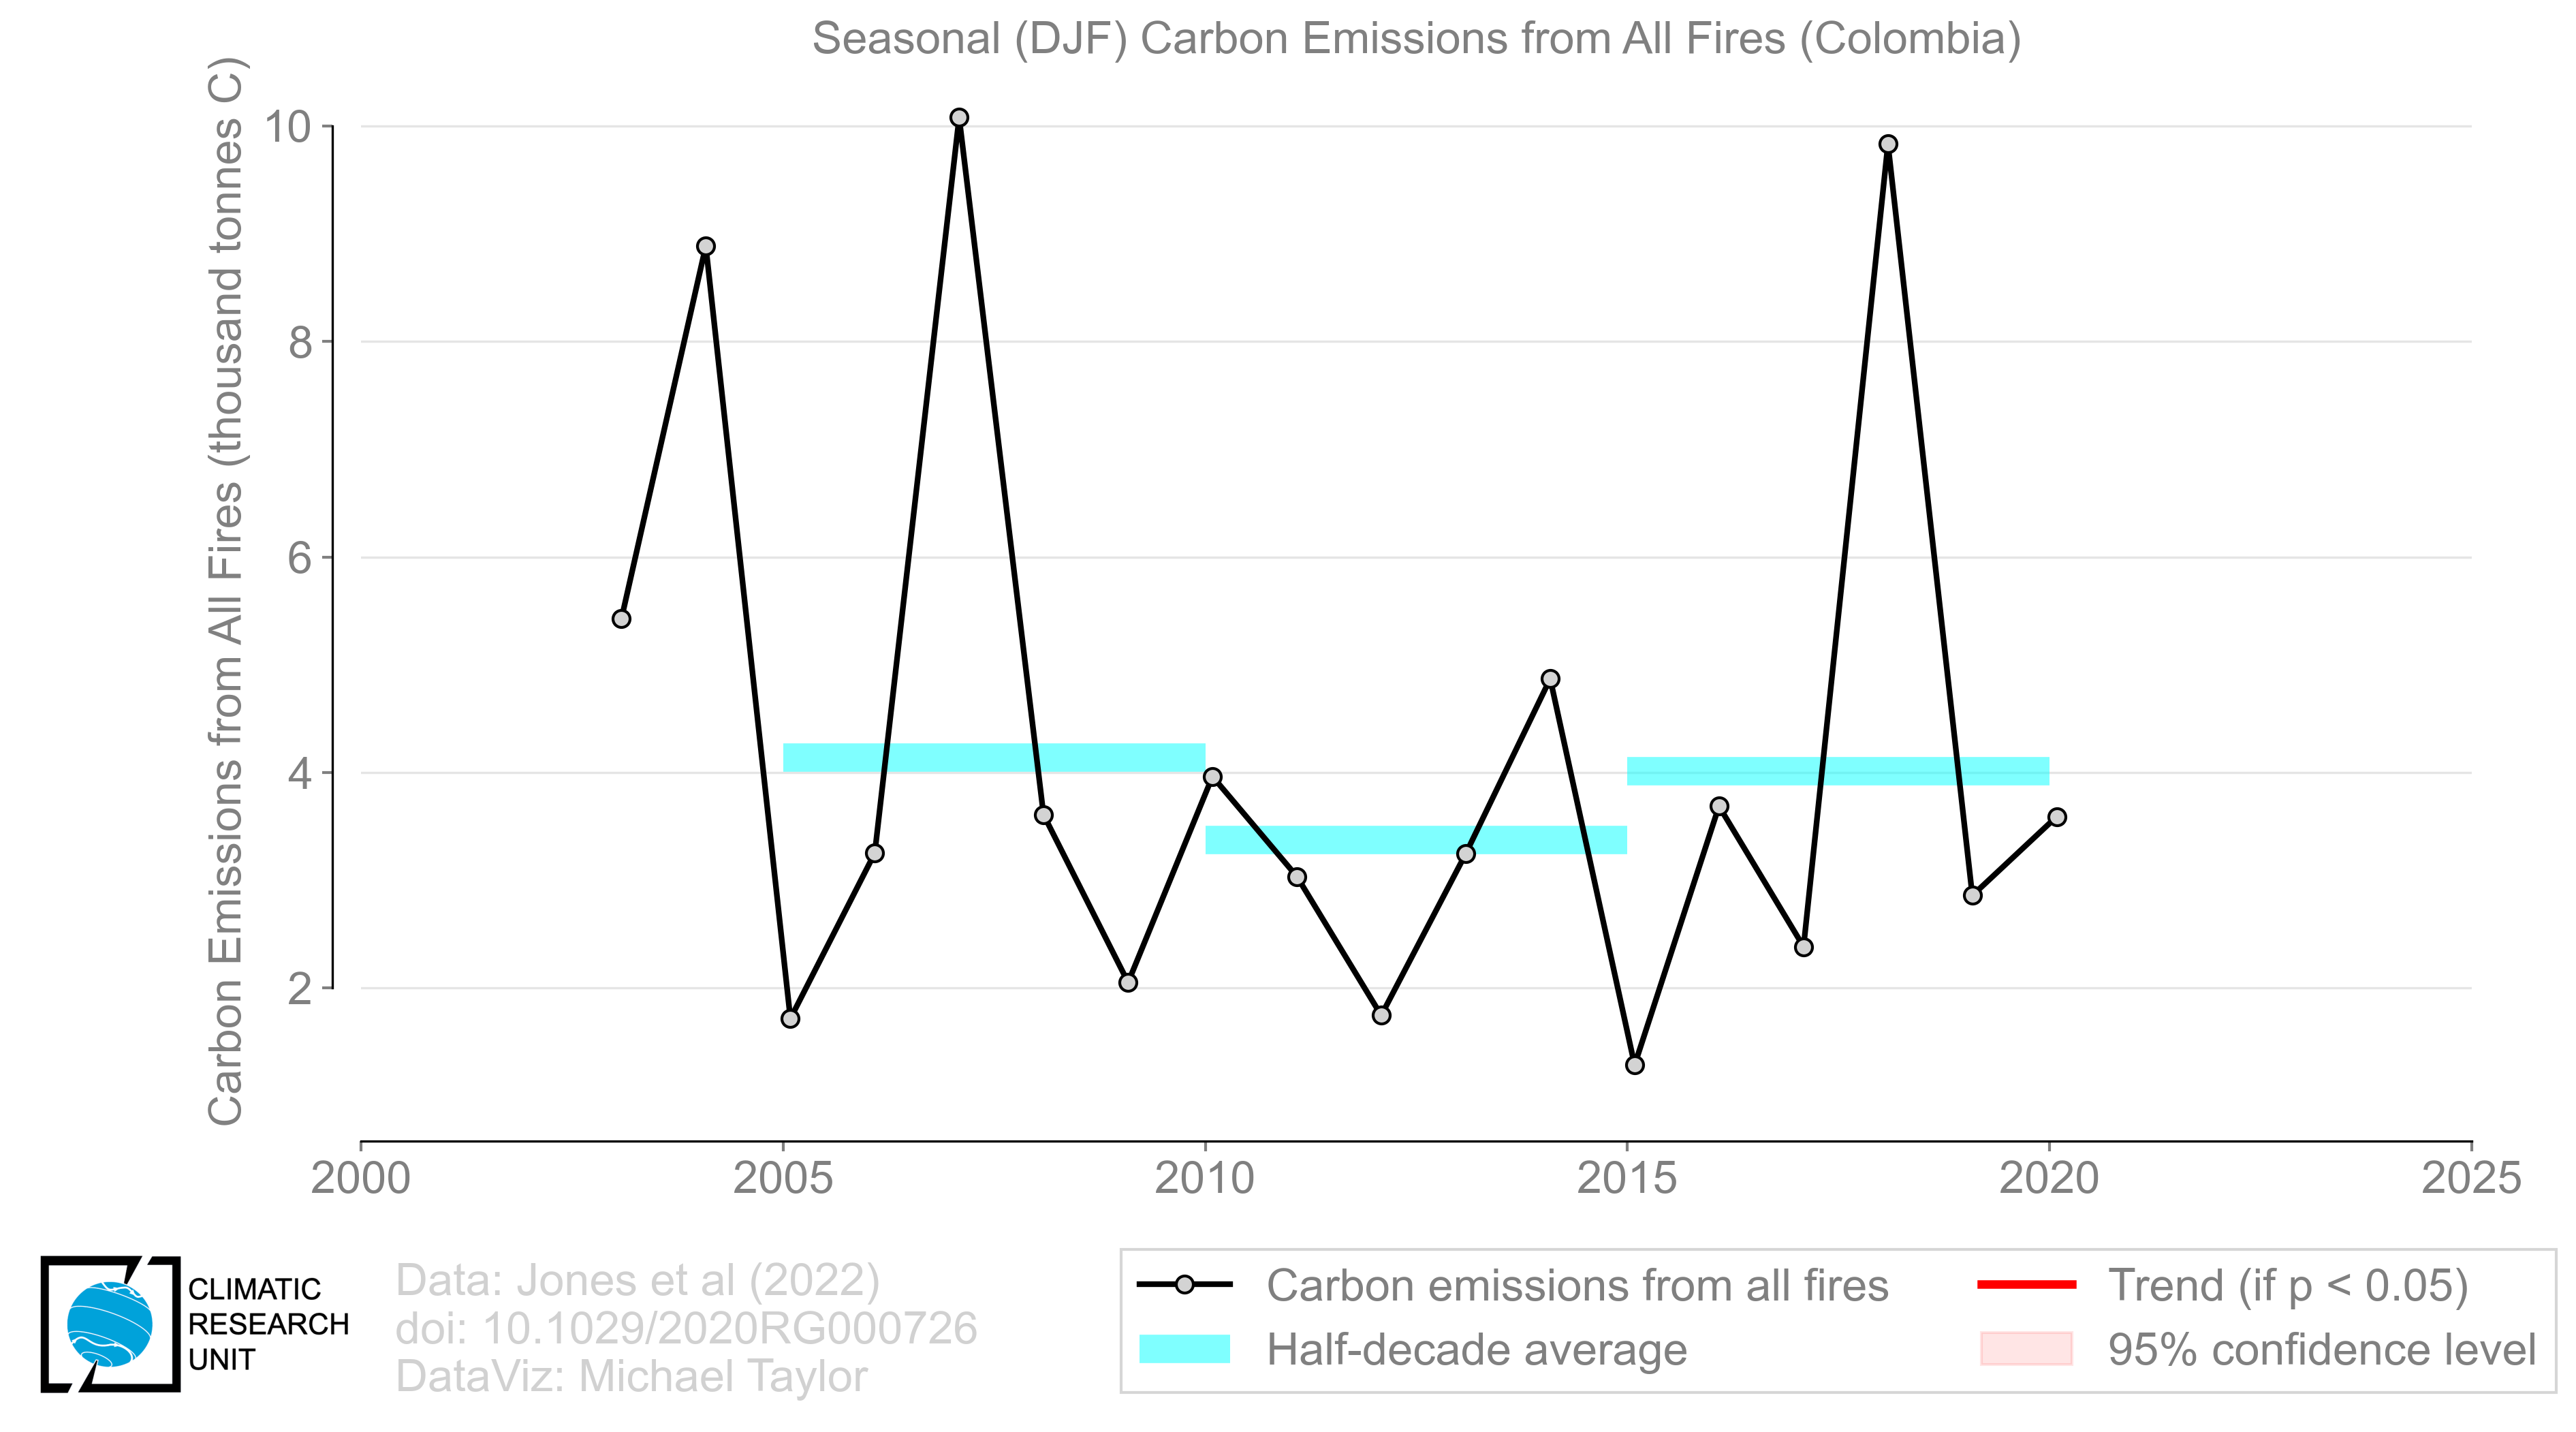 Seasonal (DJF) Carbon Emissions from All Fires (Colombia)
Carbon Emissions from All Fires (thousand tonnes C)
10
8
6
4
2
2000
2005
2010
2015
2020
2025
CLIMATIC
RESEARCH
UNIT
Data: Jones et al (2022)
doi: 10.1029/2020RG000726
DataViz: Michael Taylor
Carbon emissions from all fires
Half-decade average
Trend (if p < 0.05)
95% confidence level